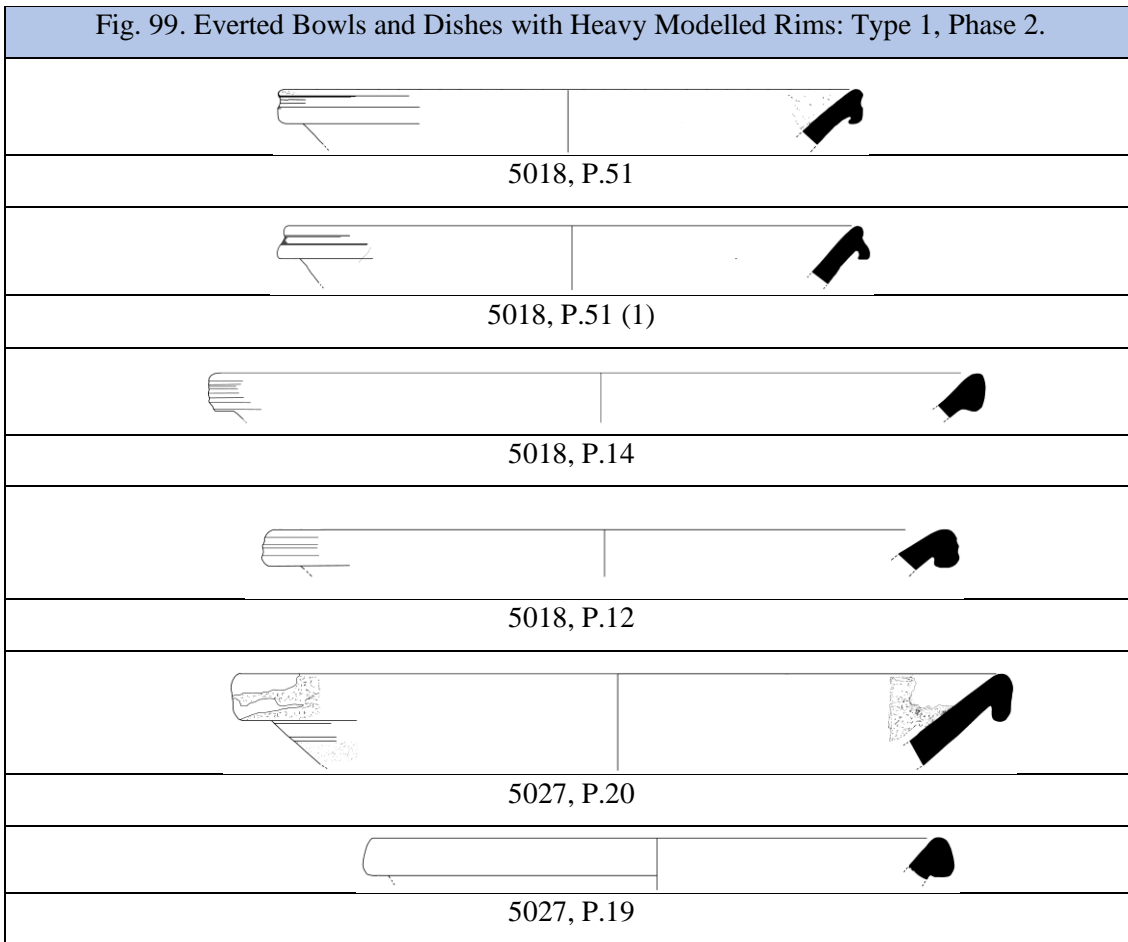 Fig. 99. Everted Bowls and Dishes with Heavy Modelled Rims: Type 1, Phase 2.
5018, P.51
5018, P.51 (1)
5018, P.14
5018, P.12
5027, P.20
5027, P.19